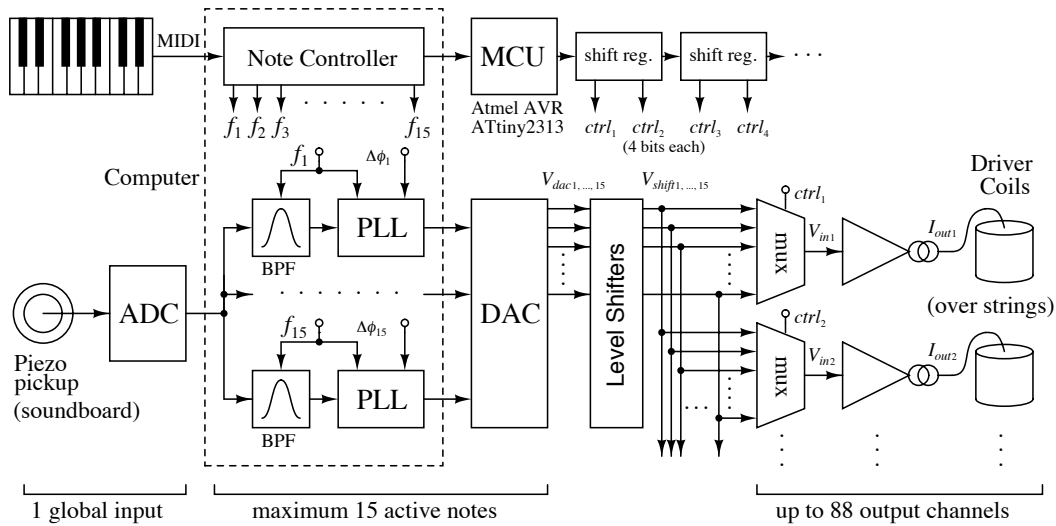 MIDI
Note Controller
MCU
shift reg.
shift reg.
Atmel AVR
ATtiny2313
f1
f2
f3
f15
ctrl1
ctrl2
ctrl3
ctrl4
(4 bits each)
Computer
f1
Δϕ1
BPF
PLL
Vdac1, ..., 15
Vshift1, ..., 15
ctrl1
mux
Vin1
Iout1
Driver
Coils
(over strings)
ADC
DAC
Level Shifters
Piezo
pickup
(soundboard)
f15
Δϕ15
BPF
PLL
ctrl2
mux
Vin2
Iout2
1 global input
maximum 15 active notes
up to 88 output channels